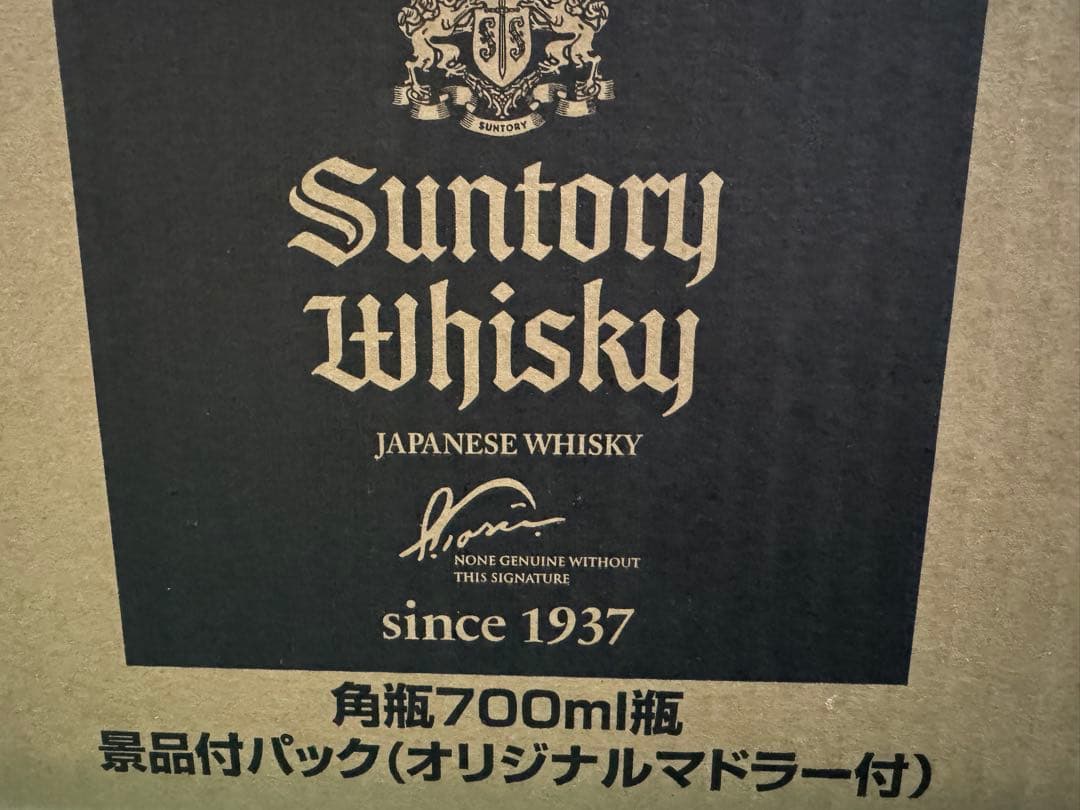 SUNTORY
Suntory
Whisky
JAPANESE WHISKY
NONE GENUINE WITHOUT
THIS SIGNATURE
since 1937
角瓶700ml瓶
景品付パック(オリジナルマドラー付)